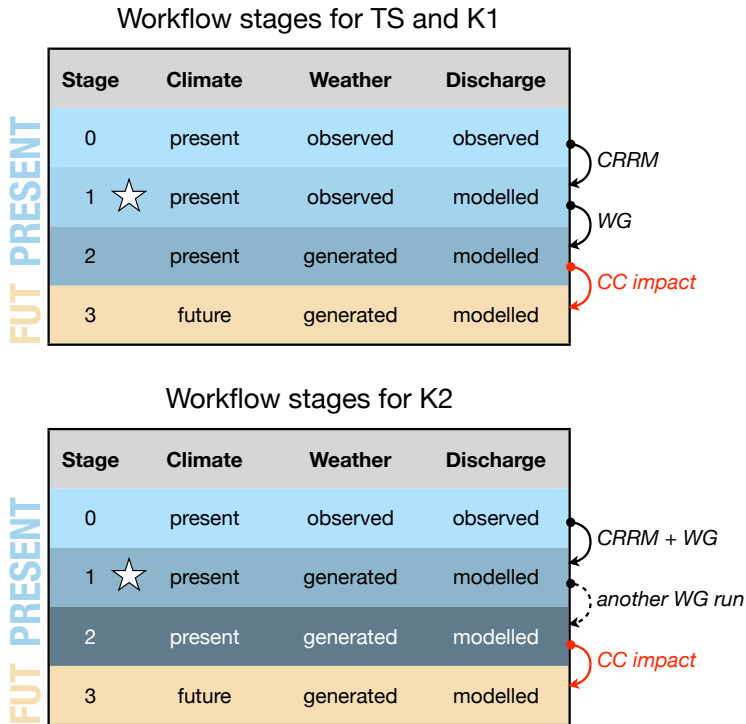 Workflow stages for TS and K1
Stage Climate Weather Discharge
0 present observed observed
CRRM
1 present observed modelled
WG
2 present generated modelled
CC impact
3 future generated modelled
FUT PRESENT
Workflow stages for K2
Stage Climate Weather Discharge
0 present observed observed
CRRM + WG
1 present generated modelled
another WG run
2 present generated modelled
CC impact
3 future generated modelled
FUT PRESENT